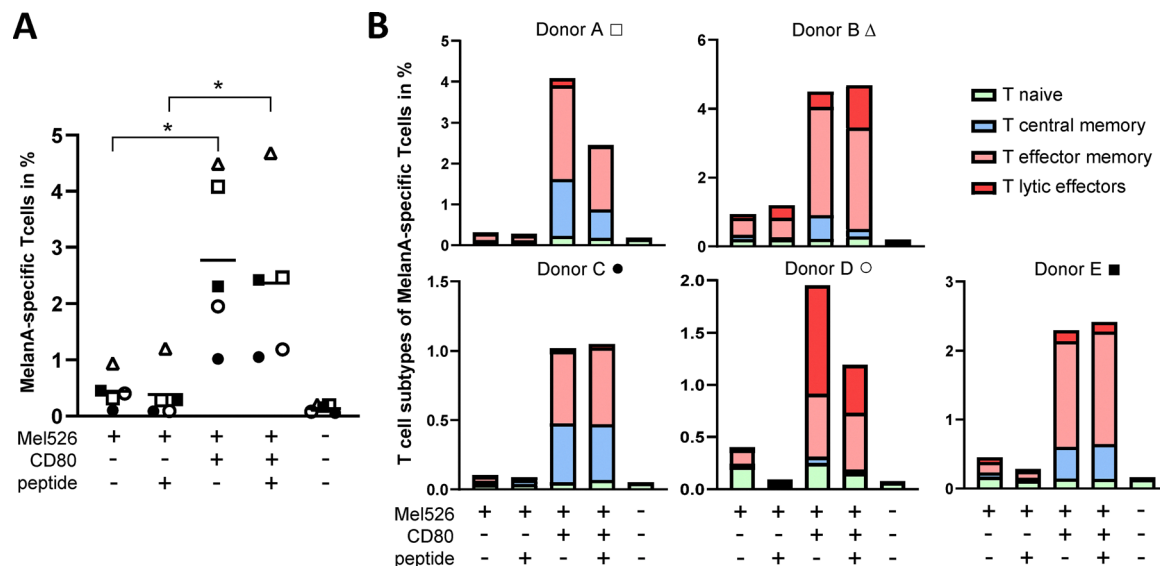 A
MelanA-specific Tcells in %
5
4
3
2
1
0
*
*
Mel526 + + + + -
CD80 - - + + -
peptide - + - + -
B
T cell subtypes of MelanA-specific Tcells in %
Donor A □
5
4
3
2
1
0
Donor B Δ
6
4
2
0
T naive
T central memory
T effector memory
T lytic effectors
Donor C ●
1.5
1.0
0.5
0.0
Donor D ○
2.0
1.5
1.0
0.5
0.0
Donor E ■
3
2
1
0
Mel526 + + + + - + + + + - + + + + -
CD80 - - + + - - - + + - - - + + -
peptide - + - + - - + - + - - + - + -